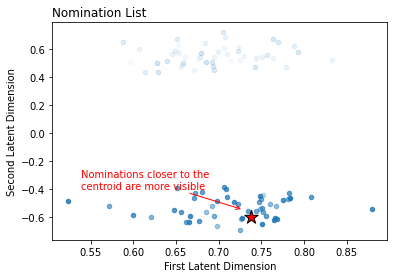 Nomination List
Second Latent Dimension
0.6
0.4
0.2
0.0
−0.2
−0.4
−0.6
Nominations closer to the
centroid are more visible
0.55 0.60 0.65 0.70 0.75 0.80 0.85
First Latent Dimension